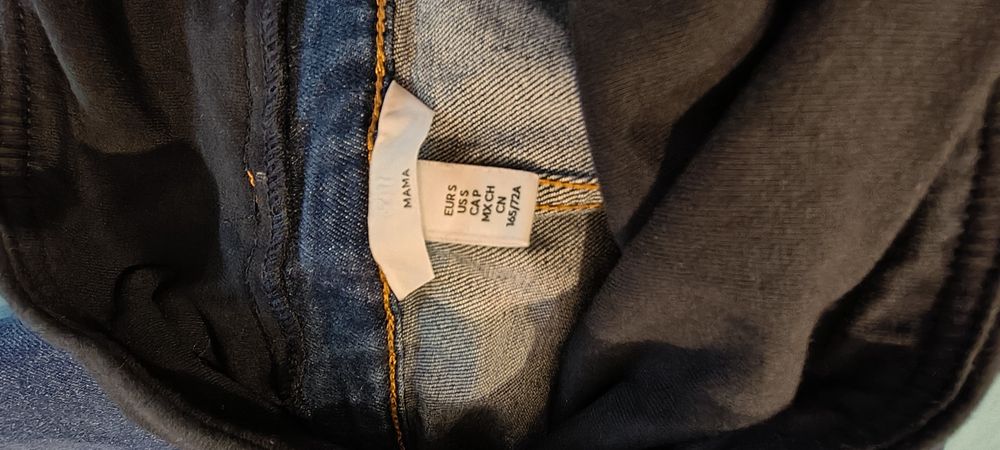 MAMA
EUR S
US S
CA P
MX CH
CN
165/72A